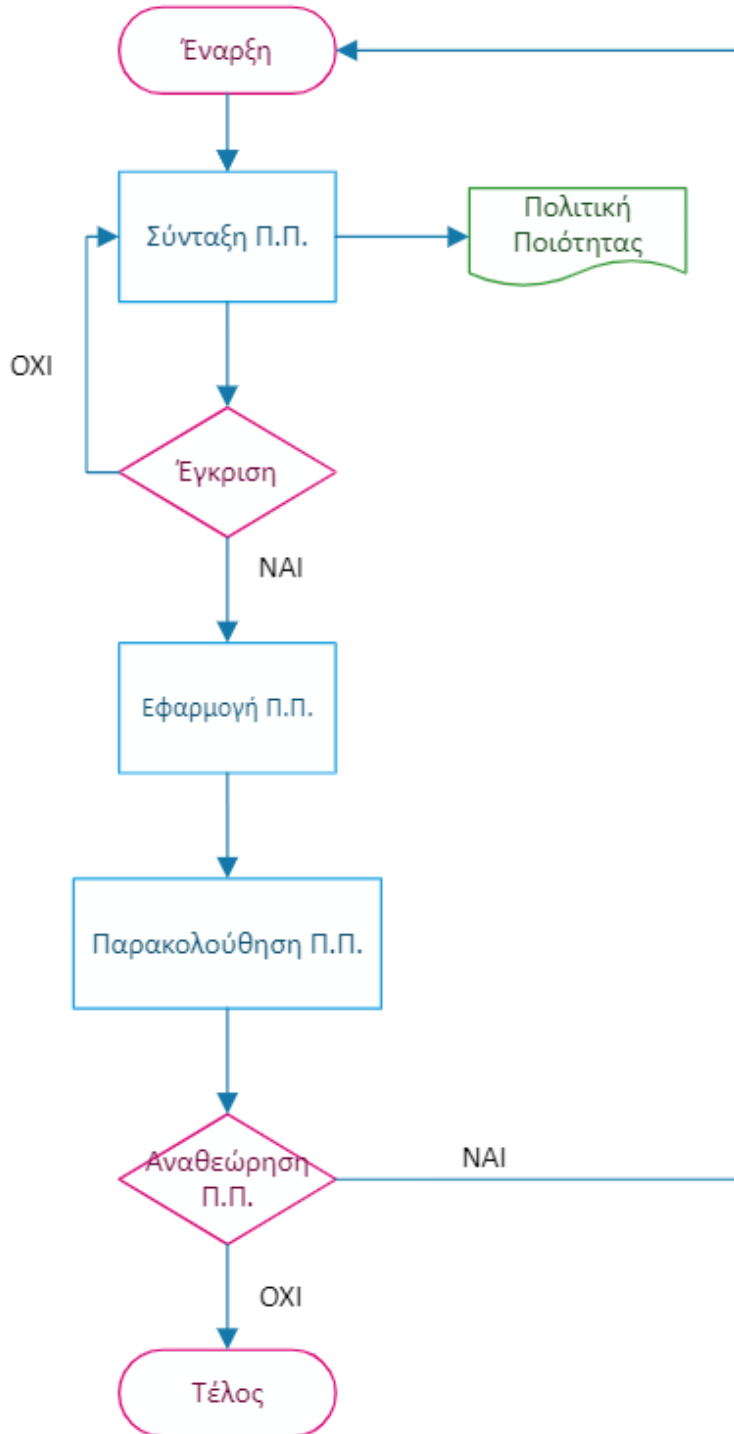 Έναρξη
Σύνταξη Π.Π.
Πολιτική
Ποιότητας
ΟΧΙ
Έγκριση
ΝΑΙ
Εφαρμογή Π.Π.
Παρακολούθηση Π.Π.
Αναθεώρηση
Π.Π.
ΝΑΙ
ΟΧΙ
Τέλος